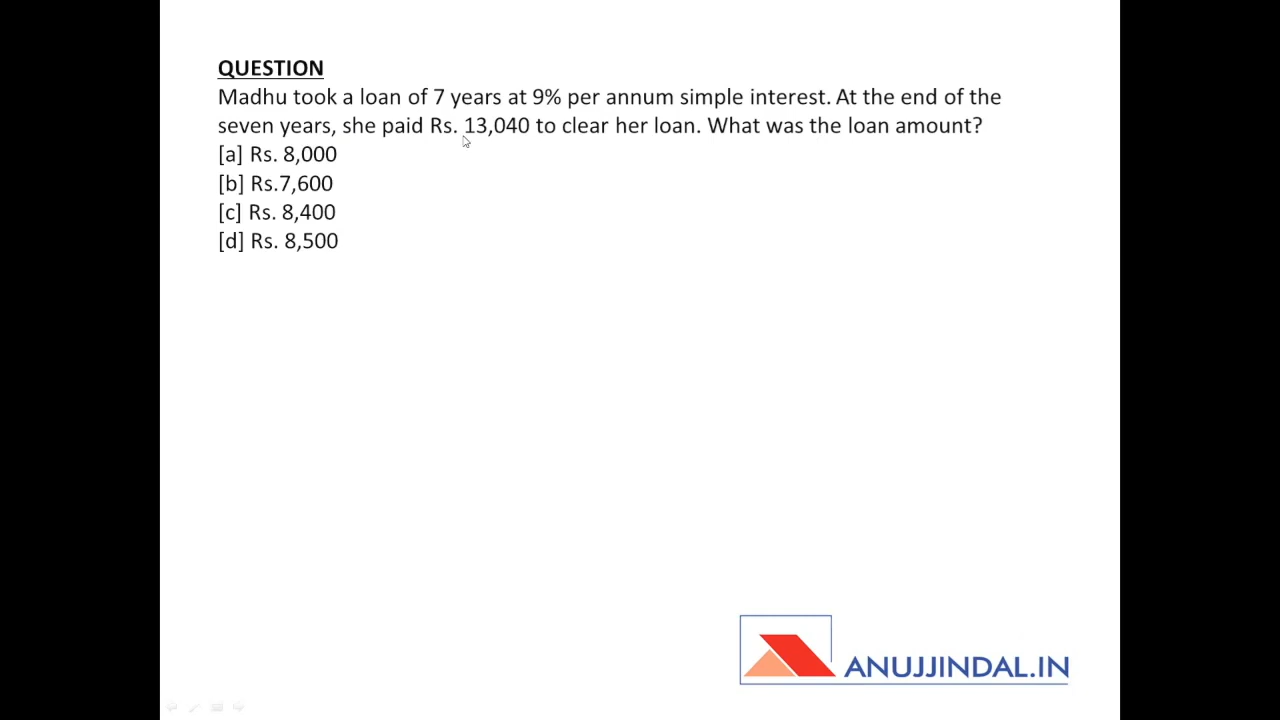 QUESTION
Madhu took a loan of 7 years at 9% per annum simple interest. At the end of the
seven years, she paid Rs. 13,040 to clear her loan. What was the loan amount?
[a] Rs. 8,000
[b] Rs.7,600
[c] Rs. 8,400
[d] Rs. 8,500
ANUJJINDAL.IN